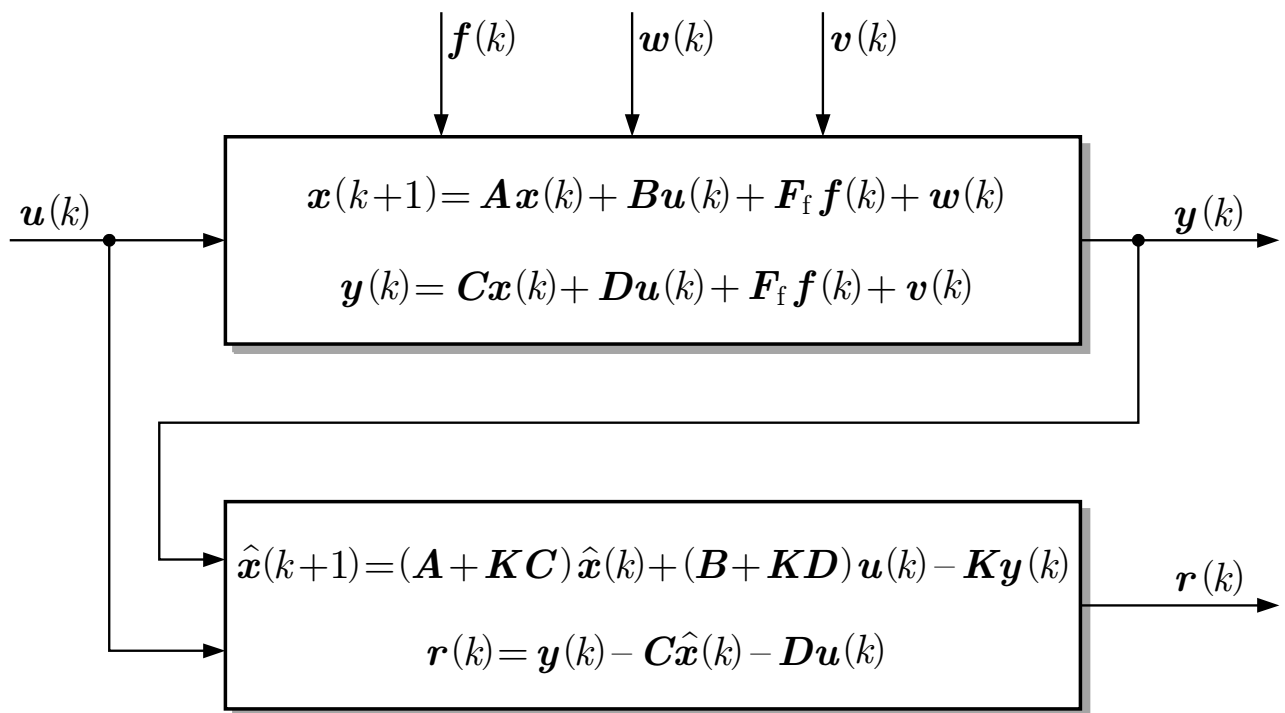 f(k) w(k) v(k)
x(k+1)= Ax(k)+ Bu(k)+ F_f f(k)+ w(k)
u(k)
y(k)
y(k)= Cx(k)+ Du(k)+ F_f f(k)+ v(k)
x̂(k+1)=(A+KC)x̂(k)+(B+KD)u(k)–Ky(k)
r(k)
r(k)= y(k)– Cx̂(k)– Du(k)